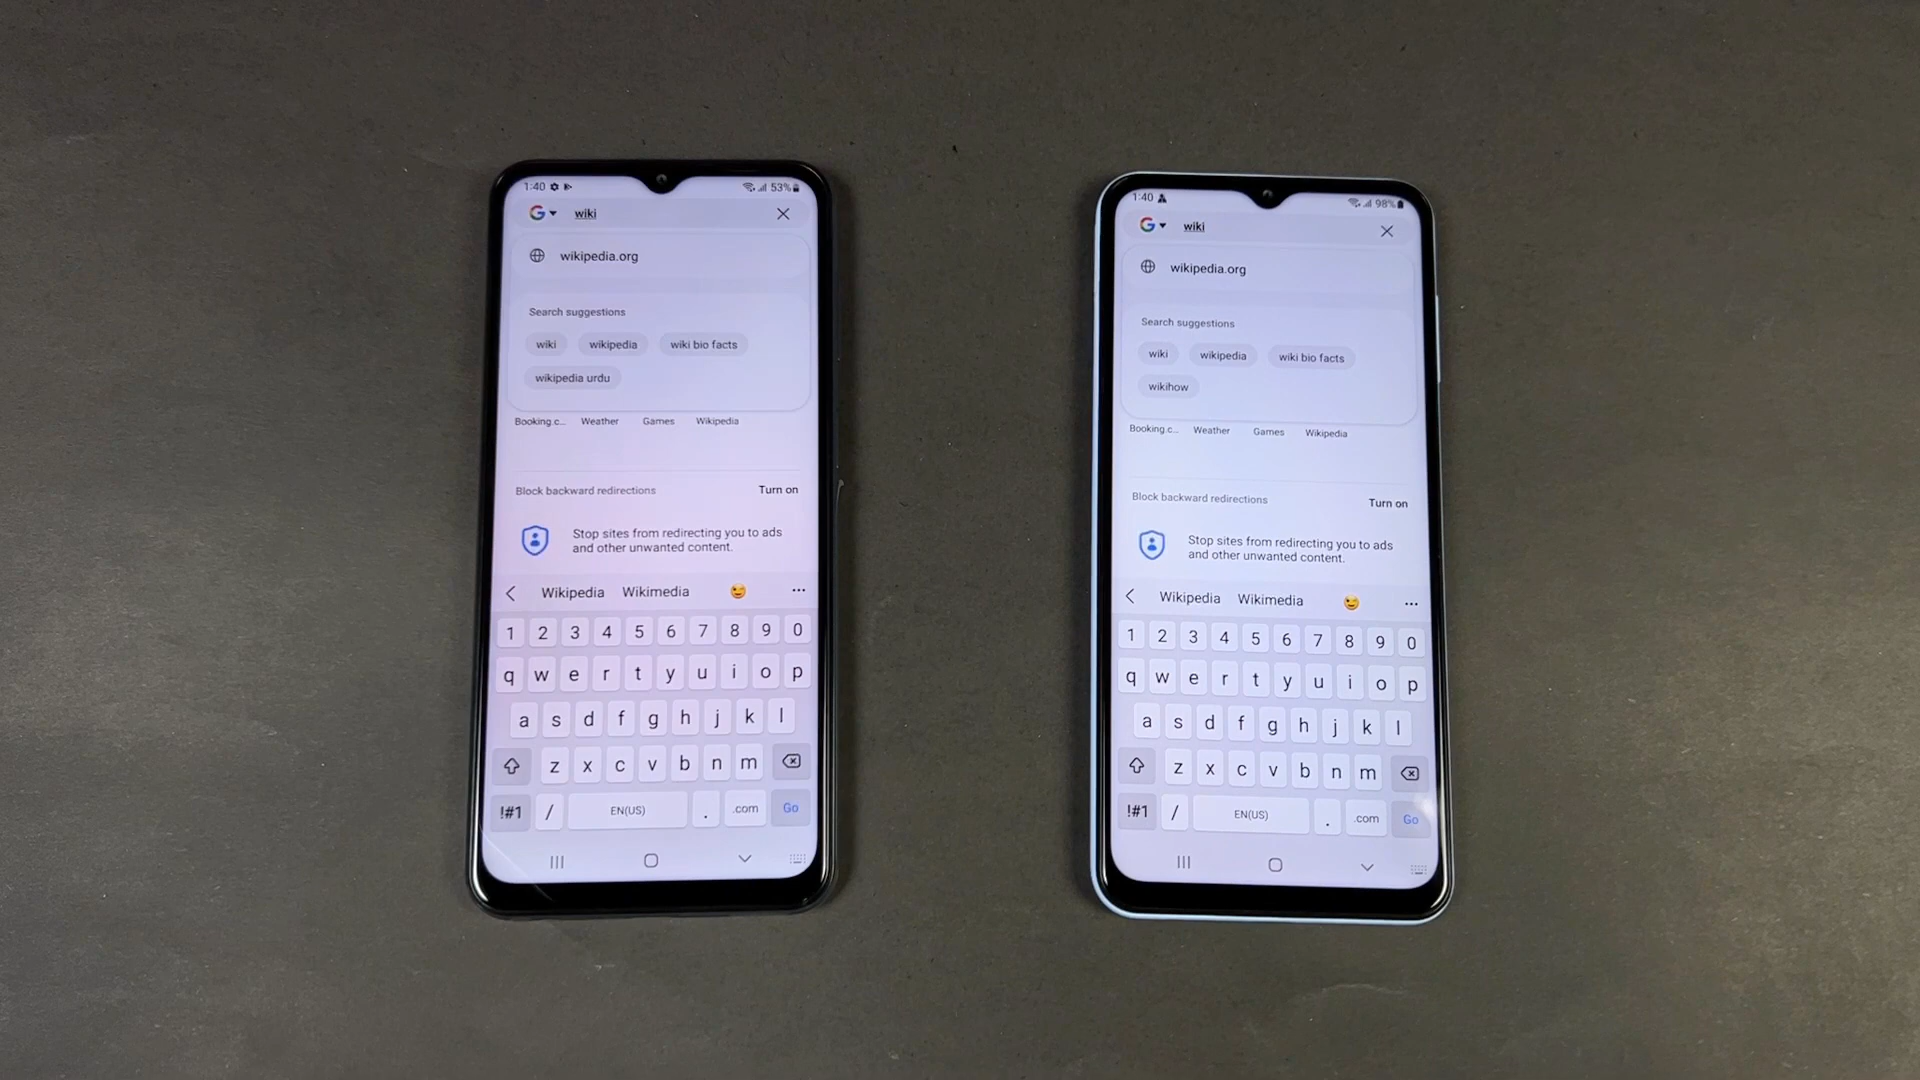 1:40 53%
wiki
wikipedia.org
Search suggestions
wiki wikipedia wiki bio facts
wikipedia urdu
Booking.c... Weather Games Wikipedia
Block backward redirections Turn on
Stop sites from redirecting you to ads
and other unwanted content.
Wikipedia Wikimedia ...
1 2 3 4 5 6 7 8 9 0
q w e r t y u i o p
a s d f g h j k l
z x c v b n m
!#1 / EN(US) . .com Go
1:40 98%
wiki
wikipedia.org
Search suggestions
wiki wikipedia wiki bio facts
wikihow
Booking.c... Weather Games Wikipedia
Block backward redirections Turn on
Stop sites from redirecting you to ads
and other unwanted content.
Wikipedia Wikimedia ...
1 2 3 4 5 6 7 8 9 0
q w e r t y u i o p
a s d f g h j k l
z x c v b n m
!#1 / EN(US) . .com Go